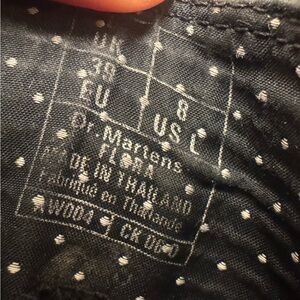 UK
39 8
EU US L
Dr. Martens
FLORA
MADE IN THAILAND
Fabriqué en Thaïlande
AW004